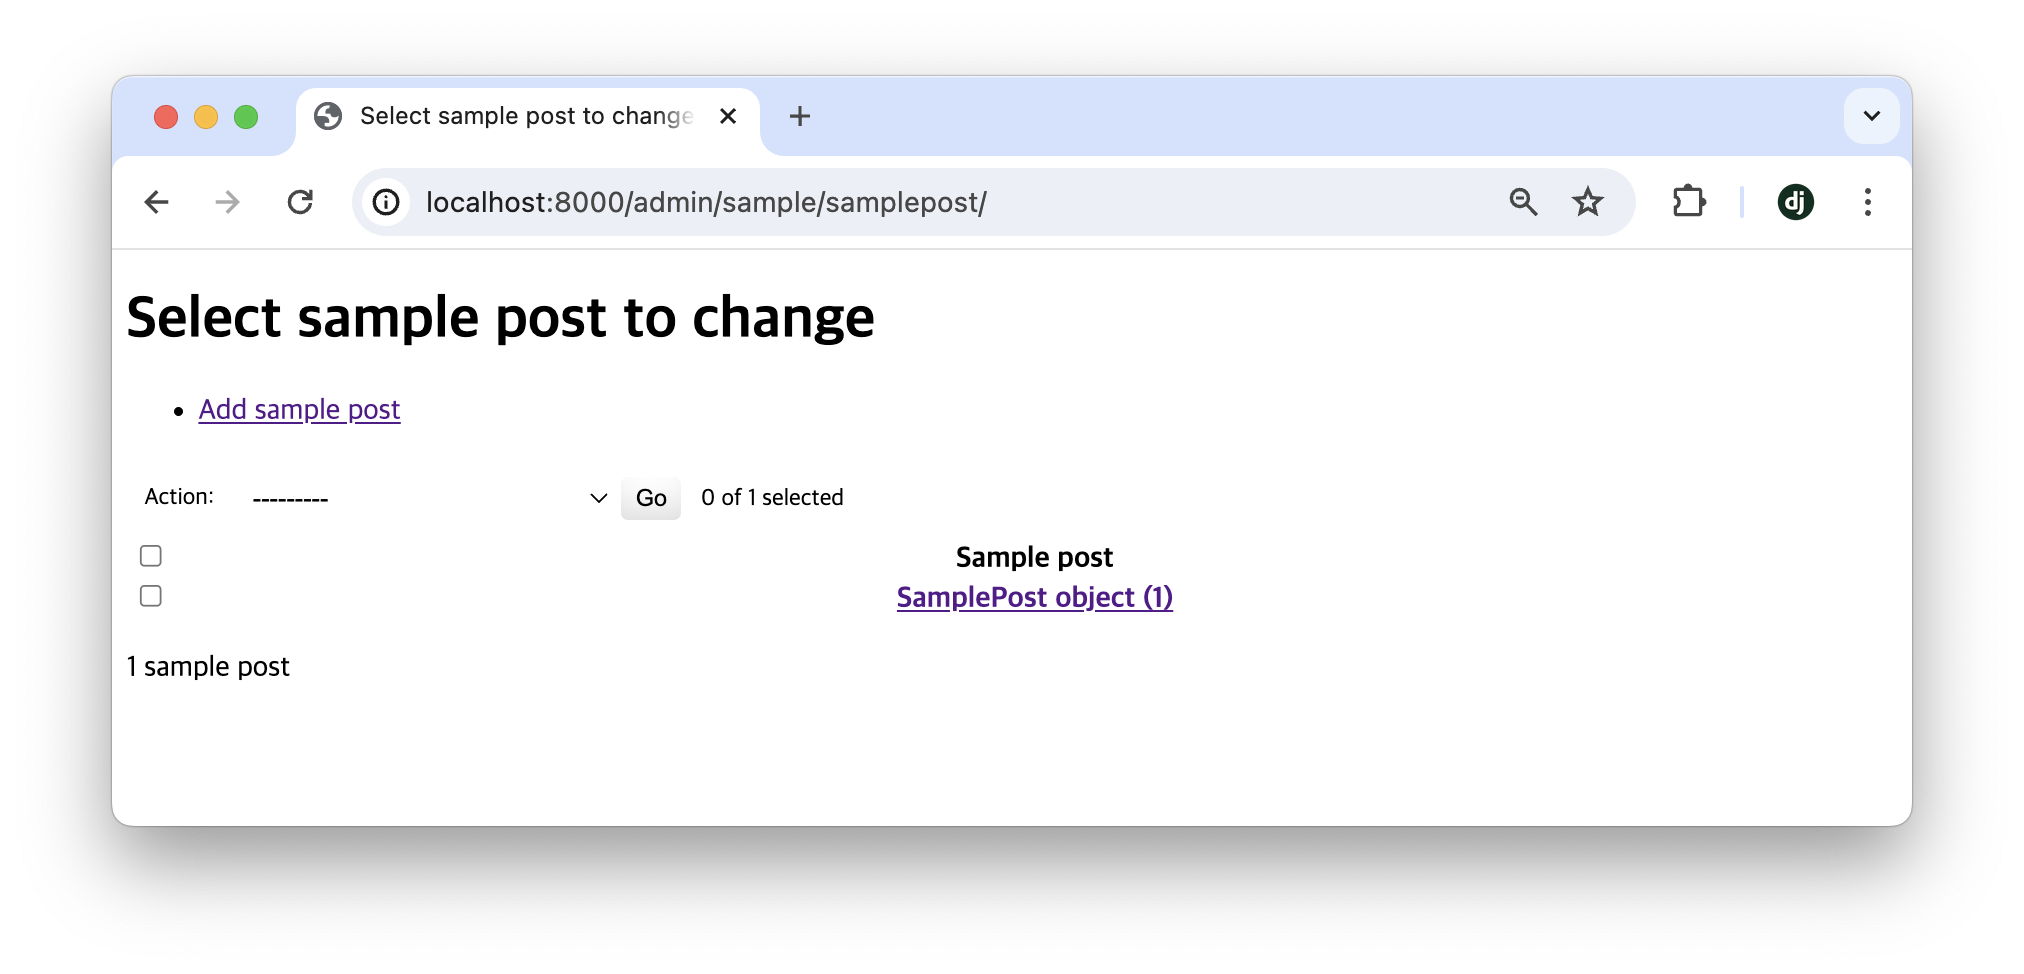 Select sample post to change
localhost:8000/admin/sample/samplepost/
dj
Select sample post to change
Add sample post
Action: --------- Go 0 of 1 selected
Sample post
SamplePost object (1)
1 sample post